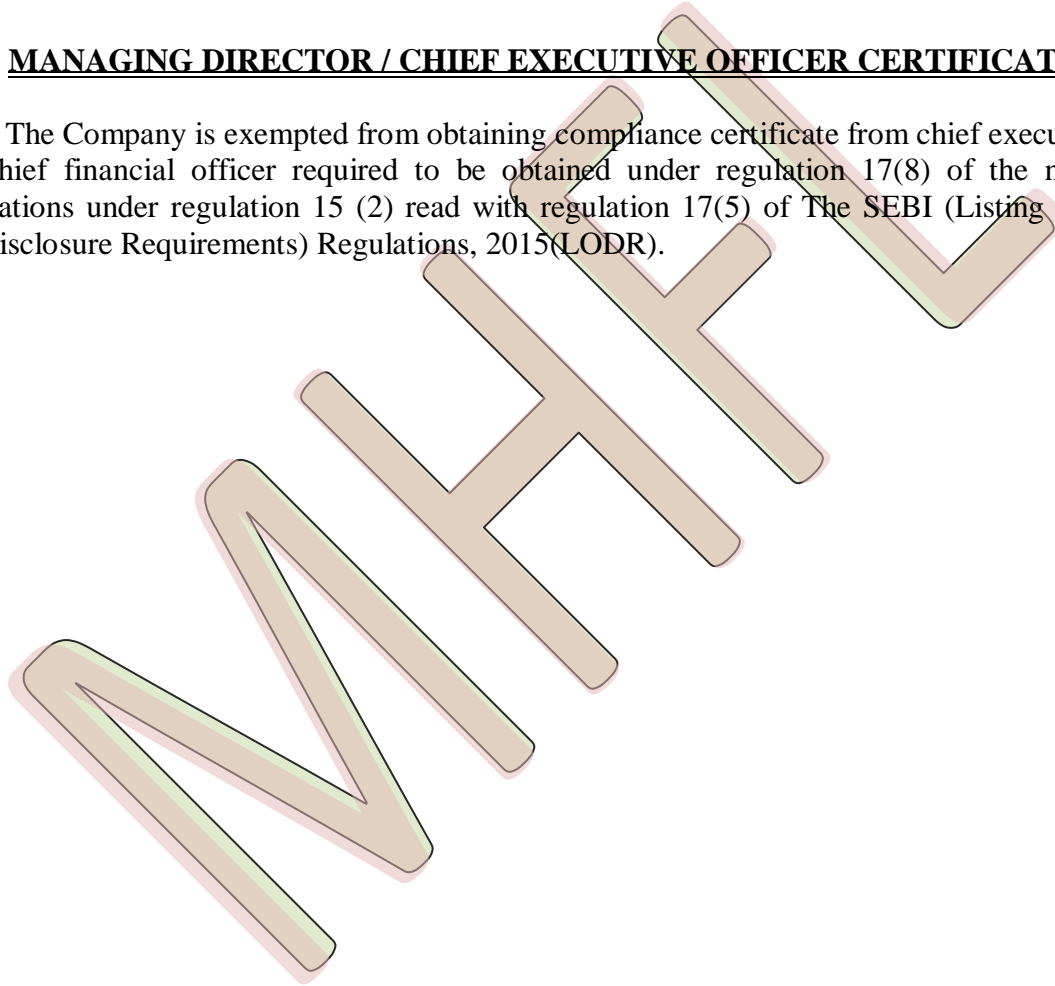 MANAGING DIRECTOR / CHIEF EXECUTIVE OFFICER CERTIFICAT
The Company is exempted from obtaining compliance certificate from chief execu
hief financial officer required to be obtained under regulation 17(8) of the
ations under regulation 15 (2) read with regulation 17(5) of The SEBI (Listing
isclosure Requirements) Regulations, 2015(LODR).
MHFL